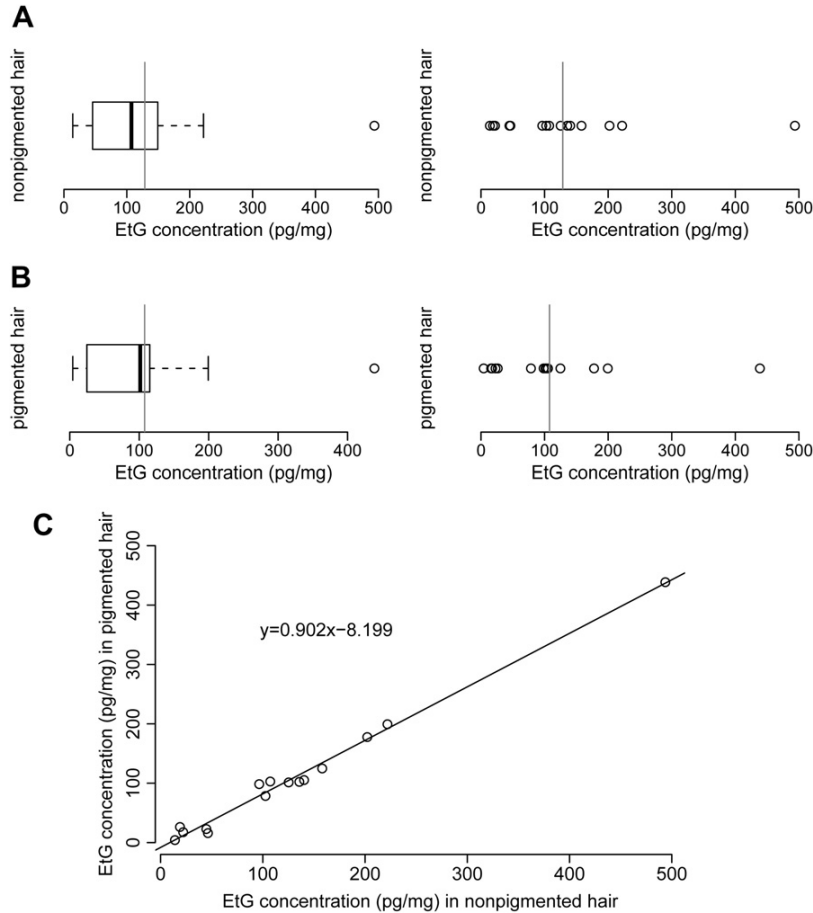 A
nonpigmented hair
0 100 200 300 400 500
EtG concentration (pg/mg)
nonpigmented hair
0 100 200 300 400 500
EtG concentration (pg/mg)
B
pigmented hair
0 100 200 300 400
EtG concentration (pg/mg)
pigmented hair
0 100 200 300 400 500
EtG concentration (pg/mg)
C
EtG concentration (pg/mg) in pigmented hair
500
400
300
200
100
0
y=0.902x−8.199
0 100 200 300 400 500
EtG concentration (pg/mg) in nonpigmented hair